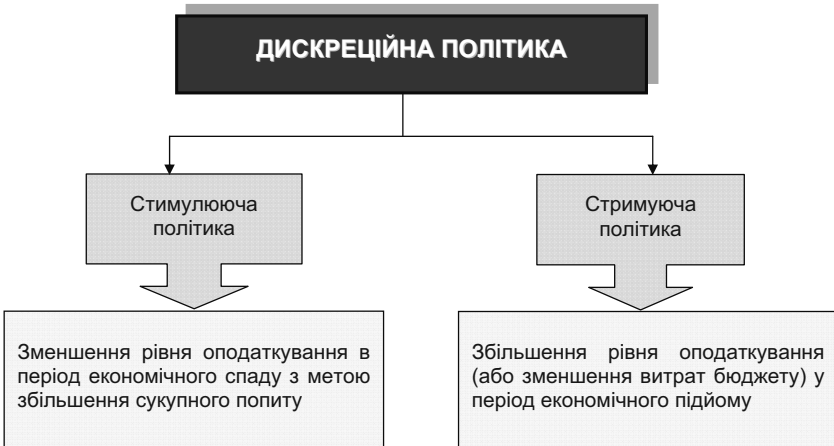 ДИСКРЕЦІЙНА ПОЛІТИКА
Стимулююча
політика
Стримуюча
політика
Зменшення рівня оподаткування в
період економічного спаду з метою
збільшення сукупного попиту
Збільшення рівня оподаткування
(або зменшення витрат бюджету) у
період економічного підйому